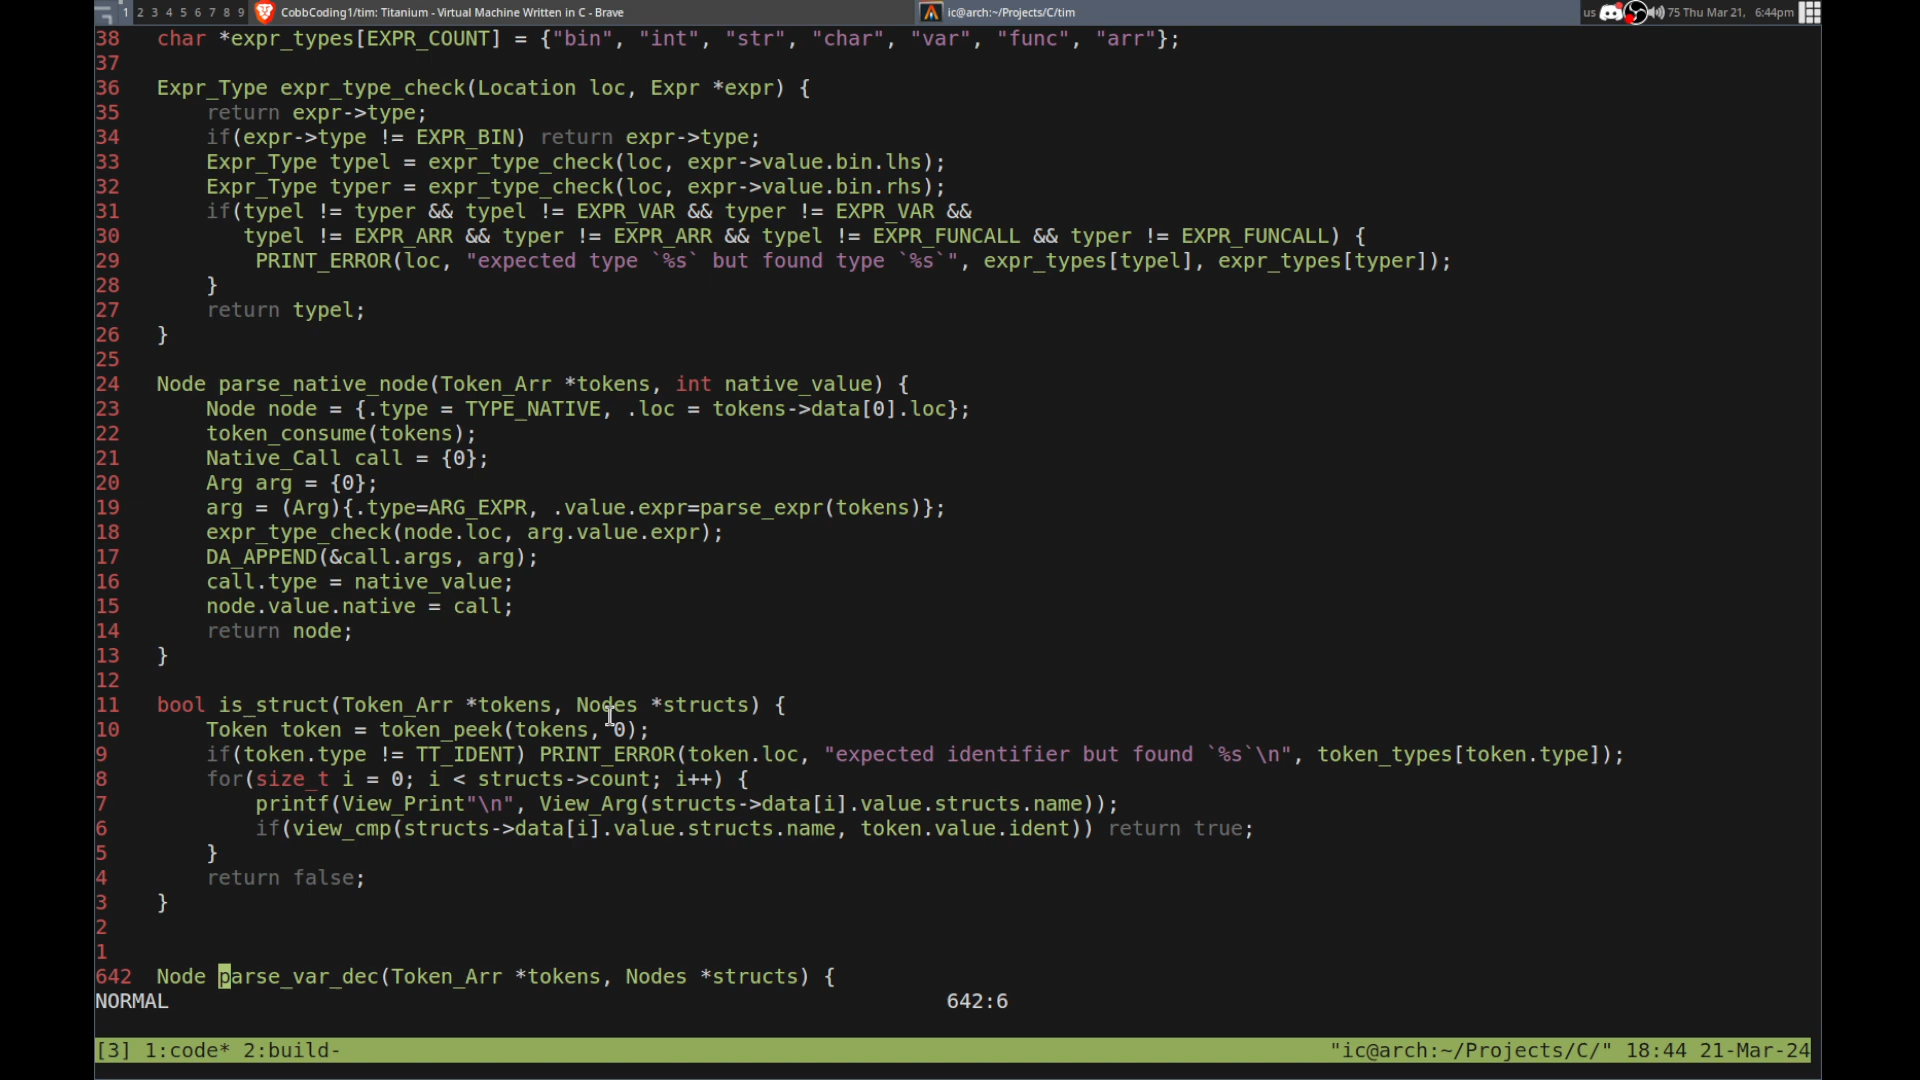 1 2 3 4 5 6 7 8 9 CobbCoding1/tim: Titanium - Virtual Machine Written in C - Brave ic@arch:~/Projects/C/tim us 75 Thu Mar 21, 6:44pm
38 char *expr_types[EXPR_COUNT] = {"bin", "int", "str", "char", "var", "func", "arr"};
37
36 Expr_Type expr_type_check(Location loc, Expr *expr) {
35     return expr->type;
34     if(expr->type != EXPR_BIN) return expr->type;
33     Expr_Type typel = expr_type_check(loc, expr->value.bin.lhs);
32     Expr_Type typer = expr_type_check(loc, expr->value.bin.rhs);
31     if(typel != typer && typel != EXPR_VAR && typer != EXPR_VAR &&
30        typel != EXPR_ARR && typer != EXPR_ARR && typel != EXPR_FUNCALL && typer != EXPR_FUNCALL) {
29         PRINT_ERROR(loc, "expected type `%s` but found type `%s`", expr_types[typel], expr_types[typer]);
28     }
27     return typel;
26 }
25
24 Node parse_native_node(Token_Arr *tokens, int native_value) {
23     Node node = {.type = TYPE_NATIVE, .loc = tokens->data[0].loc};
22     token_consume(tokens);
21     Native_Call call = {0};
20     Arg arg = {0};
19     arg = (Arg){.type=ARG_EXPR, .value.expr=parse_expr(tokens)};
18     expr_type_check(node.loc, arg.value.expr);
17     DA_APPEND(&call.args, arg);
16     call.type = native_value;
15     node.value.native = call;
14     return node;
13 }
12
11 bool is_struct(Token_Arr *tokens, Nodes *structs) {
10     Token token = token_peek(tokens, 0);
9     if(token.type != TT_IDENT) PRINT_ERROR(token.loc, "expected identifier but found `%s`\n", token_types[token.type]);
8     for(size_t i = 0; i < structs->count; i++) {
7         printf(View_Print"\n", View_Arg(structs->data[i].value.structs.name));
6         if(view_cmp(structs->data[i].value.structs.name, token.value.ident)) return true;
5     }
4     return false;
3 }
2
1
642 Node parse_var_dec(Token_Arr *tokens, Nodes *structs) {
NORMAL 642:6
[3] 1:code* 2:build- "ic@arch:~/Projects/C/" 18:44 21-Mar-24